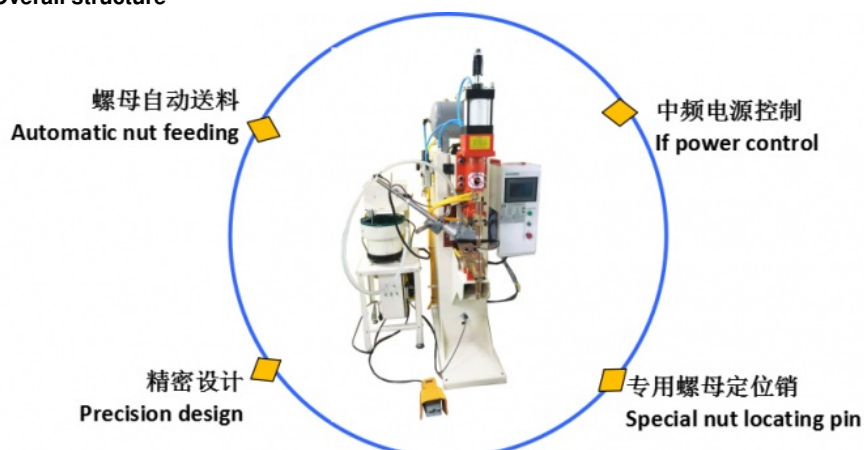 Overall structure
螺母自动送料
Automatic nut feeding
中频电源控制
If power control
精密设计
Precision design
专用螺母定位销
Special nut locating pin